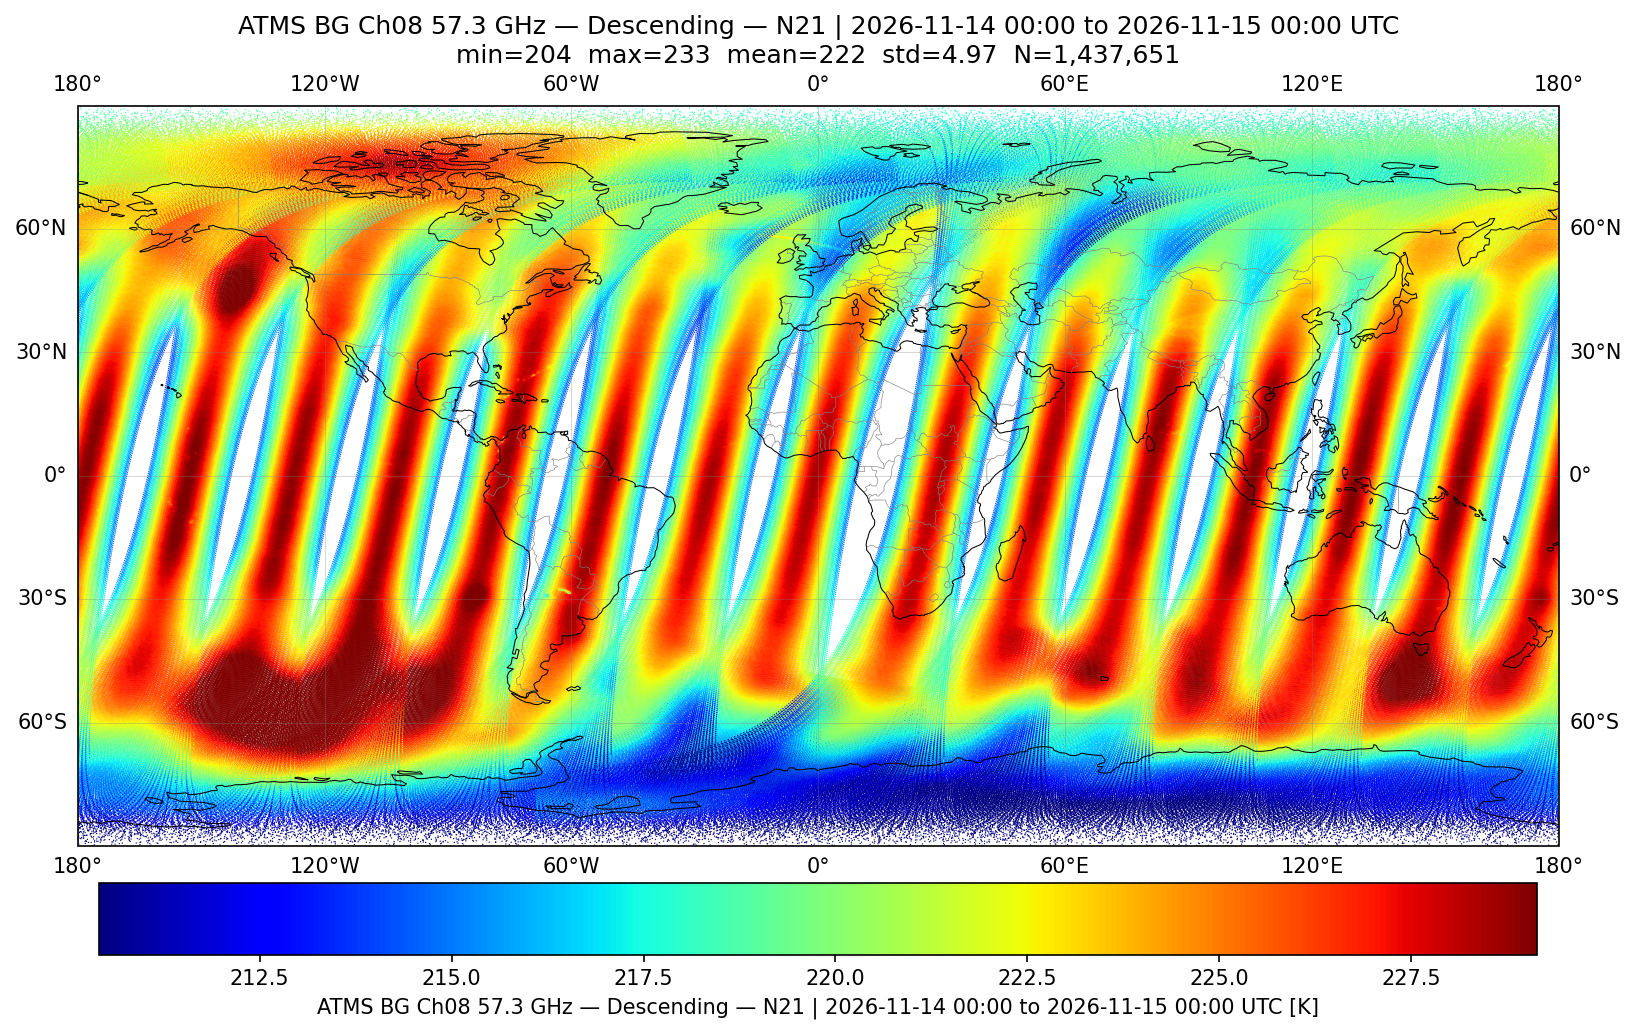 ATMS BG Ch08 57.3 GHz — Descending — N21 | 2026-11-14 00:00 to 2026-11-15 00:00 UTC
min=204  max=233  mean=222  std=4.97  N=1,437,651
180° 120°W 60°W 0° 60°E 120°E 180°
60°N 60°N
30°N 30°N
0° 0°
30°S 30°S
60°S 60°S
180° 120°W 60°W 0° 60°E 120°E 180°
212.5 215.0 217.5 220.0 222.5 225.0 227.5
ATMS BG Ch08 57.3 GHz — Descending — N21 | 2026-11-14 00:00 to 2026-11-15 00:00 UTC [K]